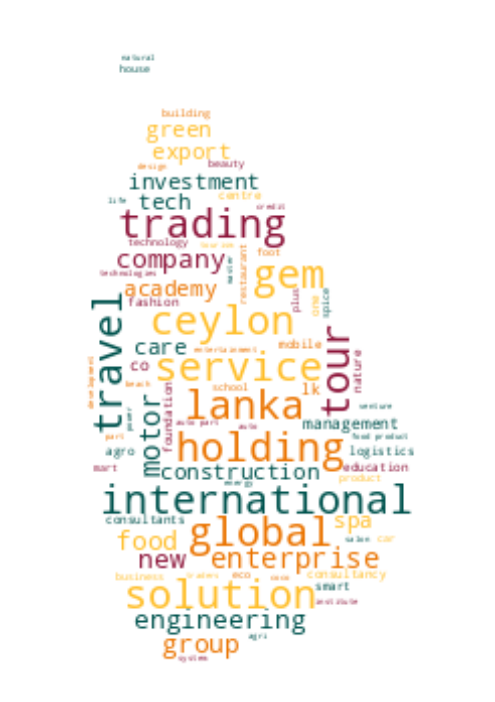 natural
house
building
green
export
design beauty
investment
life tech centre
trading credit
technology tourism
company foot
technologies master restaurant gem
academy plus one spice
fashion
travel ceylon tour
care entertainment mobile
co service nature
development beach school lk
motor foundation lanka venture
power auto part auto management
part holding food product
agro logistics
mart construction education
energy product
international
consultants global spa
food salon car
new enterprise
business traders eco consultancy
solution smart
institute
engineering
agri
group
system